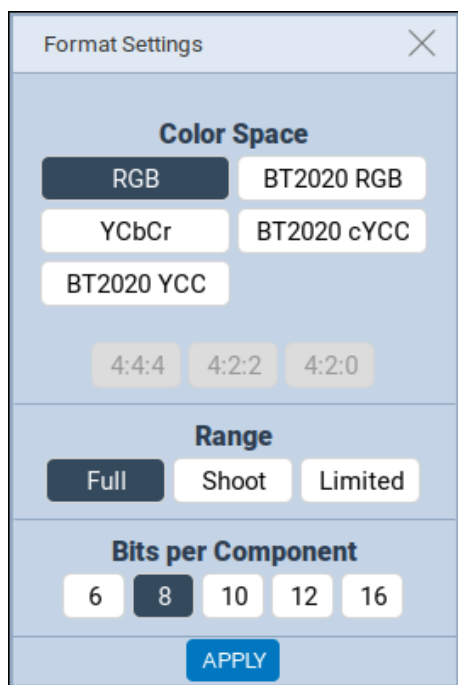 Format Settings
Color Space
RGB BT2020 RGB
YCbCr BT2020 cYCC
BT2020 YCC
4:4:4 4:2:2 4:2:0
Range
Full Shoot Limited
Bits per Component
6 8 10 12 16
APPLY